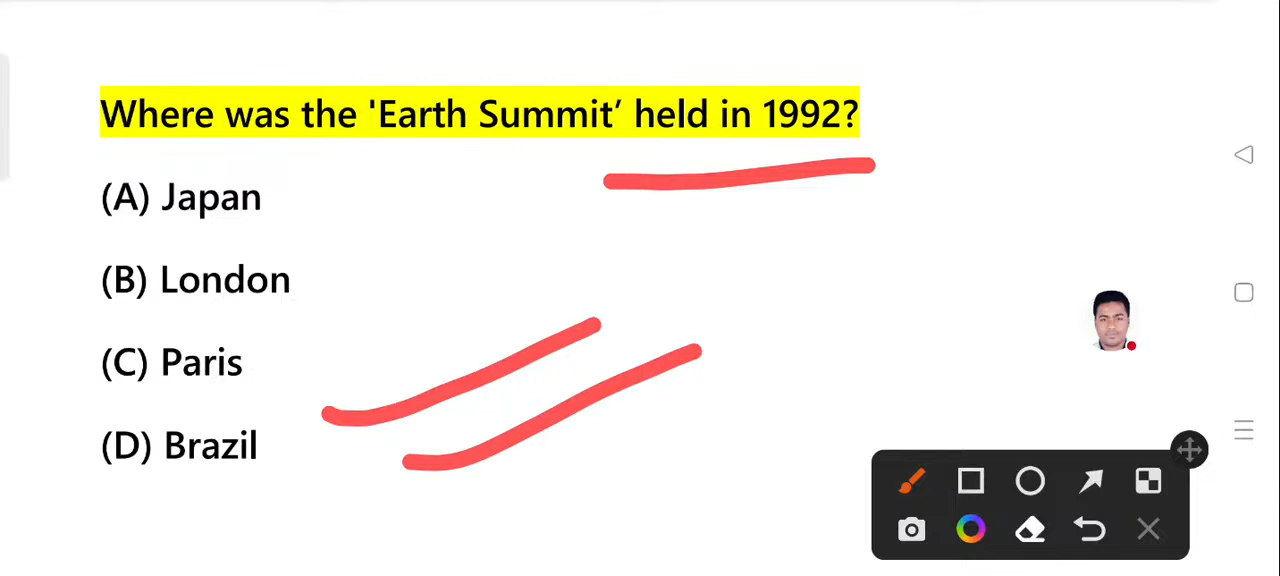 Where was the 'Earth Summit’ held in 1992?
(A) Japan
(B) London
(C) Paris
(D) Brazil